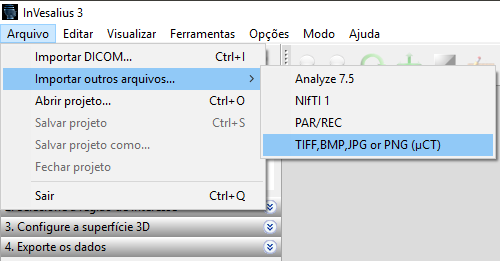 InVesalius 3
Arquivo Editar Visualizar Ferramentas Opções Modo Ajuda
Importar DICOM... Ctrl+I
Importar outros arquivos...
Analyze 7.5
Abrir projeto... Ctrl+O
NIfTI 1
Salvar projeto Ctrl+S
PAR/REC
Salvar projeto como...
TIFF,BMP,JPG or PNG (µCT)
Fechar projeto
Sair Ctrl+Q
3. Configure a superfície 3D
4. Exporte os dados